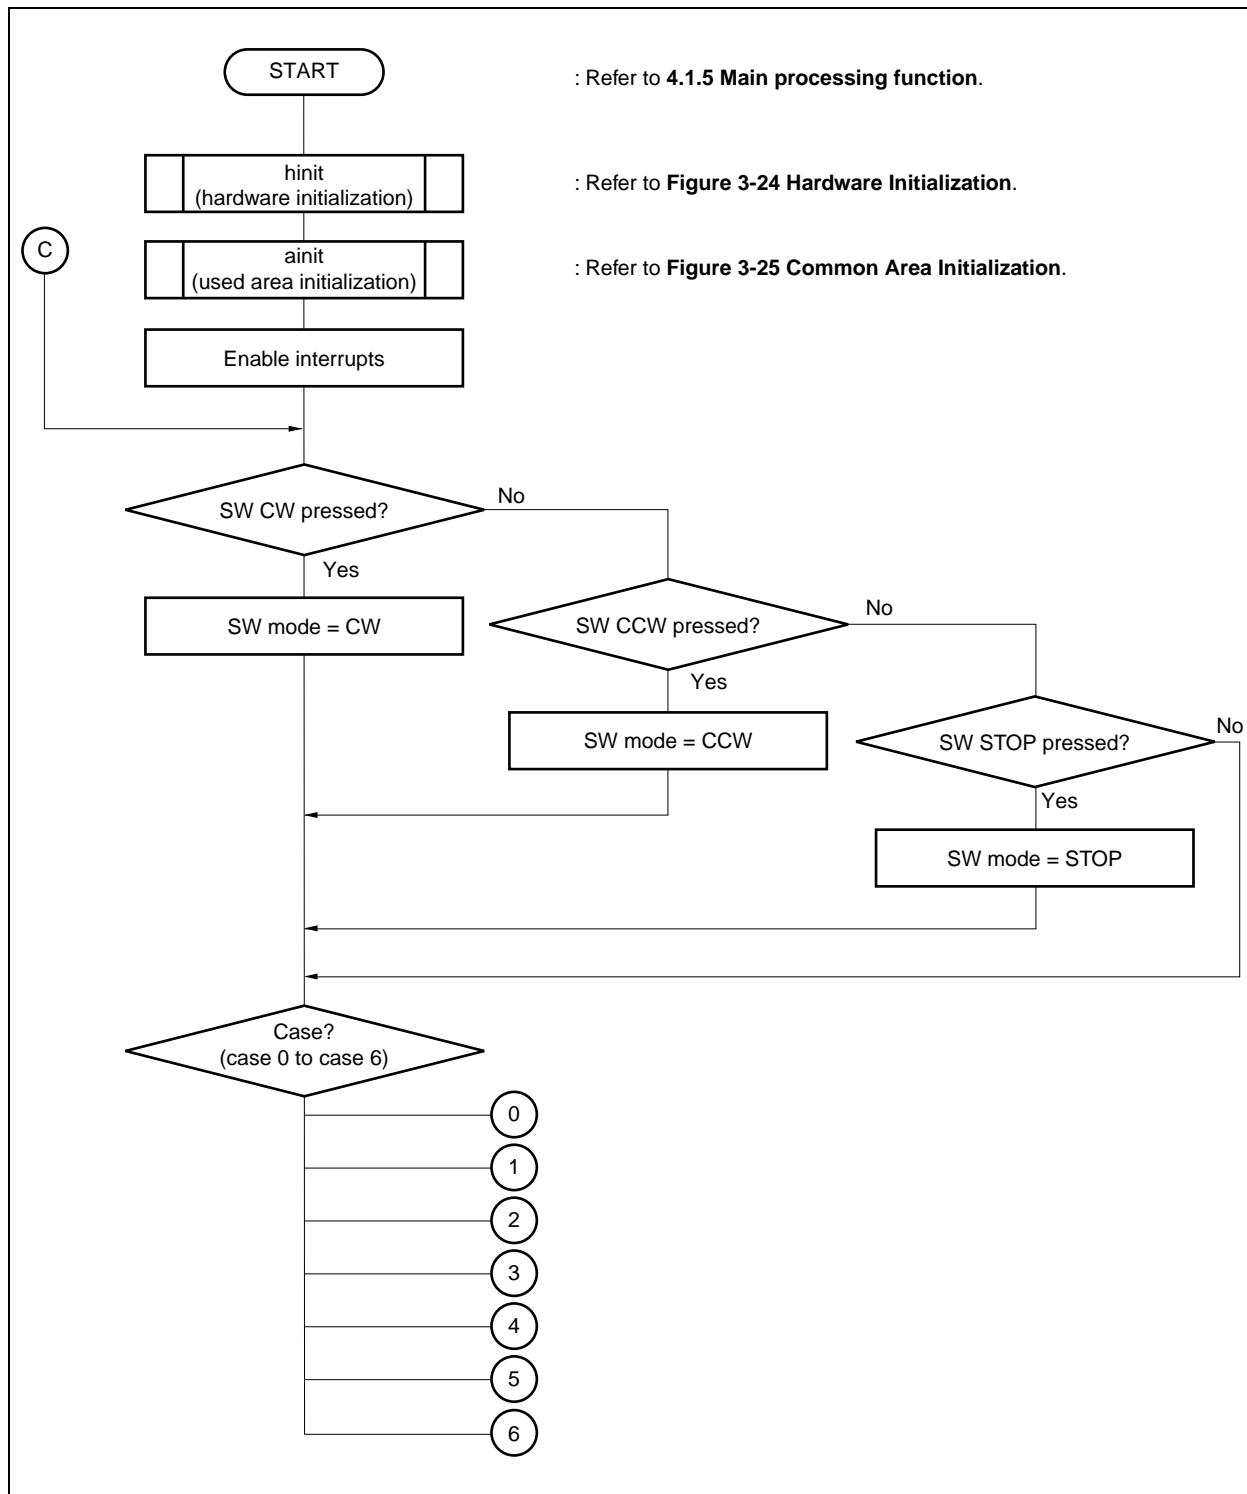 START
: Refer to 4.1.5 Main processing function.
hinit
(hardware initialization)
: Refer to Figure 3-24 Hardware Initialization.
C
ainit
(used area initialization)
: Refer to Figure 3-25 Common Area Initialization.
Enable interrupts
SW CW pressed?
No
Yes
SW mode = CW
SW CCW pressed?
No
Yes
SW mode = CCW
SW STOP pressed?
No
Yes
SW mode = STOP
Case?
(case 0 to case 6)
0
1
2
3
4
5
6